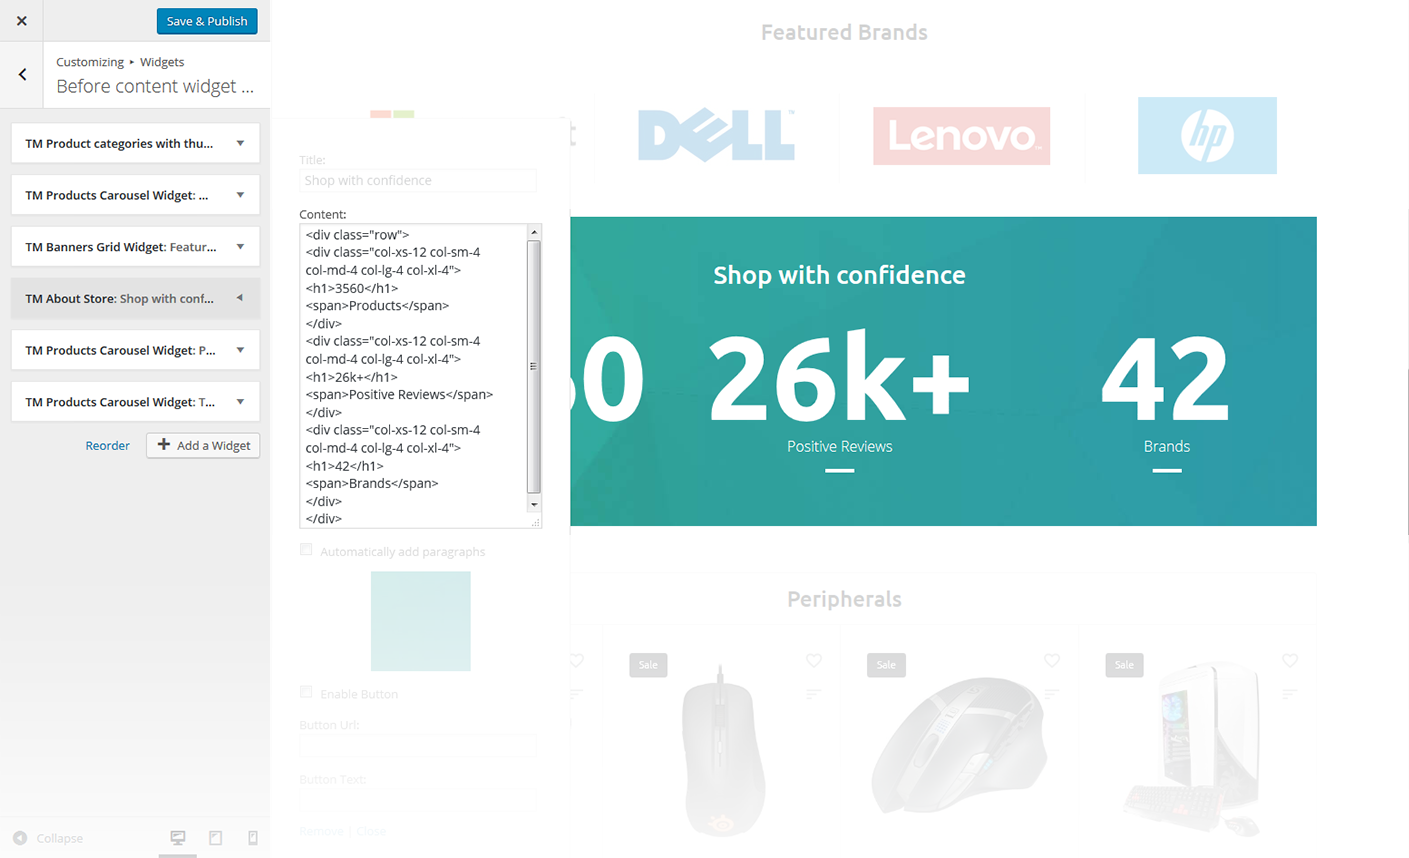 Save & Publish
Customizing ▸ Widgets
Before content widget ...
TM Product categories with thu...
TM Products Carousel Widget: ...
TM Banners Grid Widget: Featur...
TM About Store: Shop with conf...
TM Products Carousel Widget: P...
TM Products Carousel Widget: T...
Reorder
Add a Widget
Collapse
Title:
Shop with confidence
Content:
<div class="row">
<div class="col-xs-12 col-sm-4
col-md-4 col-lg-4 col-xl-4">
<h1>3560</h1>
<span>Products</span>
</div>
<div class="col-xs-12 col-sm-4
col-md-4 col-lg-4 col-xl-4">
<h1>26k+</h1>
<span>Positive Reviews</span>
</div>
<div class="col-xs-12 col-sm-4
col-md-4 col-lg-4 col-xl-4">
<h1>42</h1>
<span>Brands</span>
</div>
</div>
Automatically add paragraphs
Enable Button
Button Url:
Button Text:
Remove | Close
Featured Brands
DELL™
Lenovo™
hp
Shop with confidence
0 26k+ 42
Positive Reviews
Brands
Peripherals
Sale
Sale
Sale